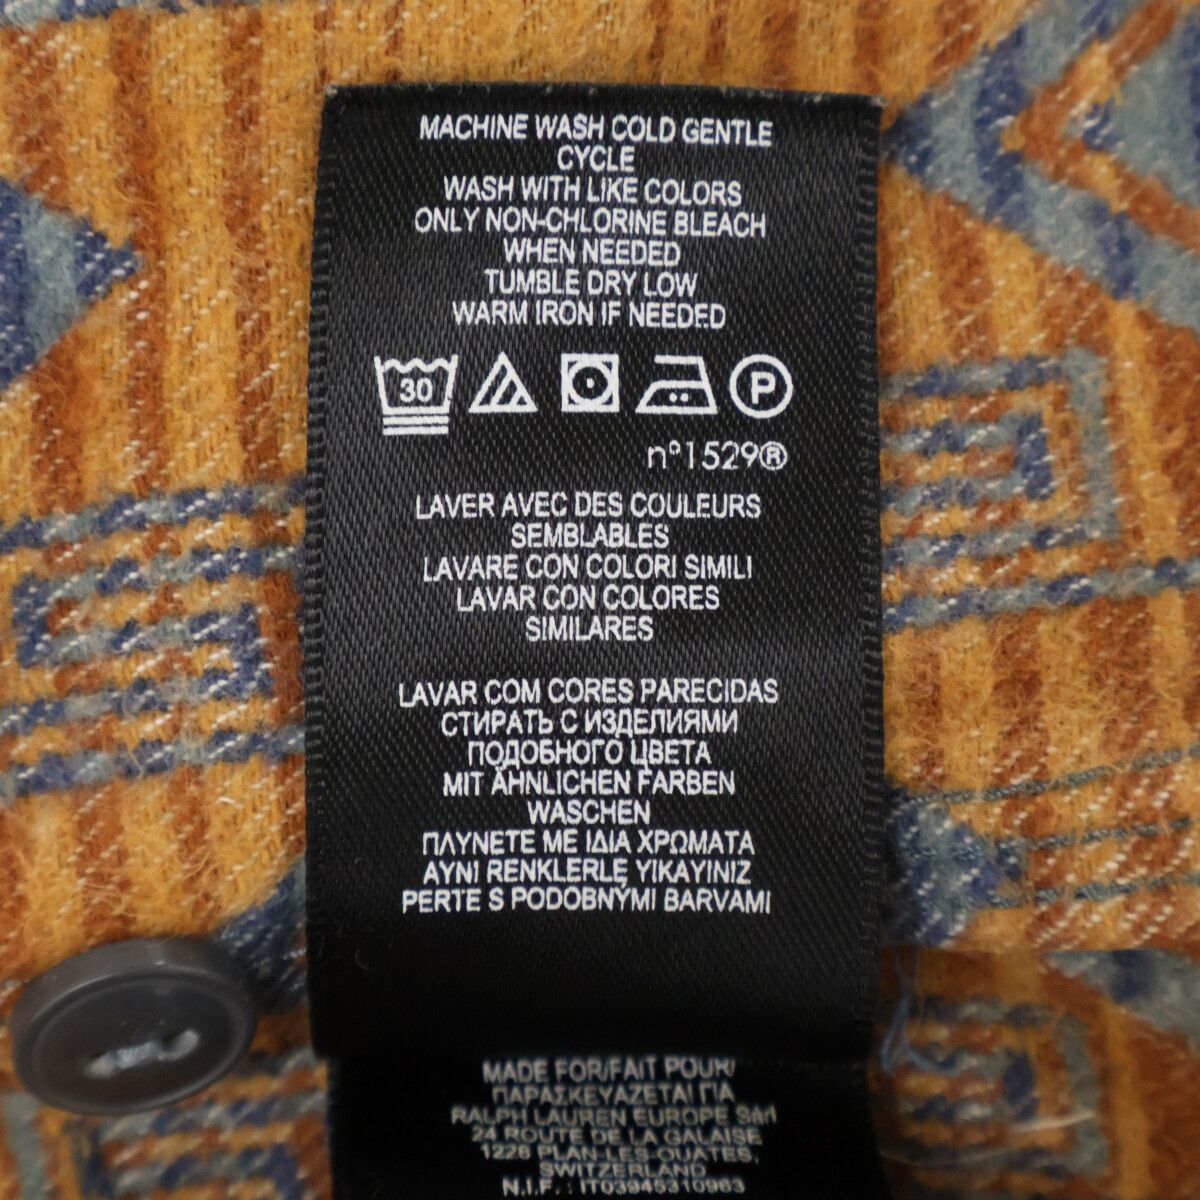 MACHINE WASH COLD GENTLE
CYCLE
WASH WITH LIKE COLORS
ONLY NON-CHLORINE BLEACH
WHEN NEEDED
TUMBLE DRY LOW
WARM IRON IF NEEDED
30 P
nº1529®
LAVER AVEC DES COULEURS
SEMBLABLES
LAVARE CON COLORI SIMILI
LAVAR CON COLORES
SIMILARES
LAVAR COM CORES PARECIDAS
СТИРАТЬ С ИЗДЕЛИЯМИ
ПОДОБНОГО ЦВЕТА
MIT ÄHNLICHEN FARBEN
WASCHEN
ΠΛΥΝΕΤΕ ΜΕ ΙΔΙΑ ΧΡΩΜΑΤΑ
AYNI RENKLERLE YIKAYINIZ
PERTE S PODOBNÝMI BARVAMI
MADE FOR/FAIT POUR/
ΠΑΡΑΣΚΕΥΑΖΕΤΑΙ ΓΙΑ
RALPH LAUREN EUROPE Sàrl
24 ROUTE DE LA GALAISE
1228 PLAN-LES-OUATES,
SWITZERLAND
N.I.F. : IT03945310963